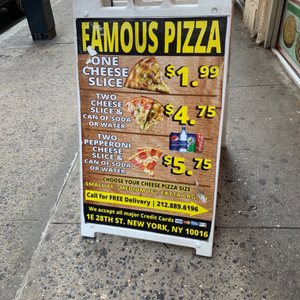 FAMOUS PIZZA
ONE
CHEESE
SLICE
$1.99
TWO
CHEESE
SLICE &
CAN OF SODA
OR WATER
$4.75
TWO
PEPPERONI
CHEESE
SLICE &
CAN OF SODA
OR WATER
$5.75
CHOOSE YOUR CHEESE PIZZA SIZE
Call for FREE Delivery | 212.889.6196
We accept all major Credit Cards
1E 28TH ST. NEW YORK, NY 10016